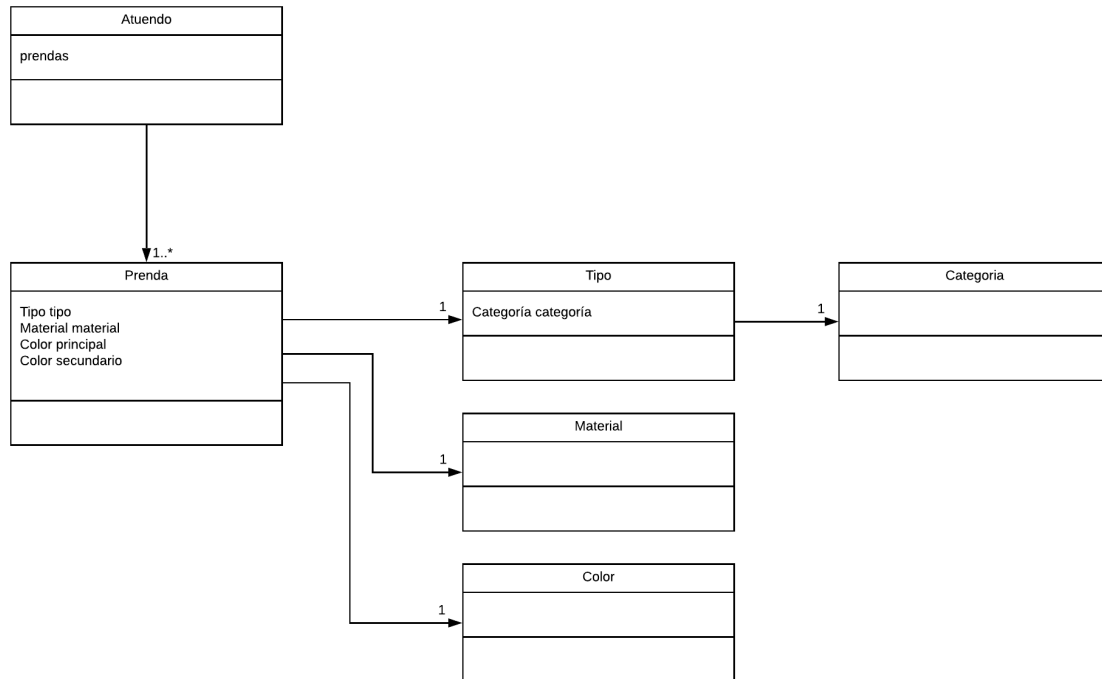 Atuendo
prendas
1..*
Prenda
Tipo tipo
Material material
Color principal
Color secundario
1
Tipo
Categoría categoría
1
Categoria
1
Material
1
Color